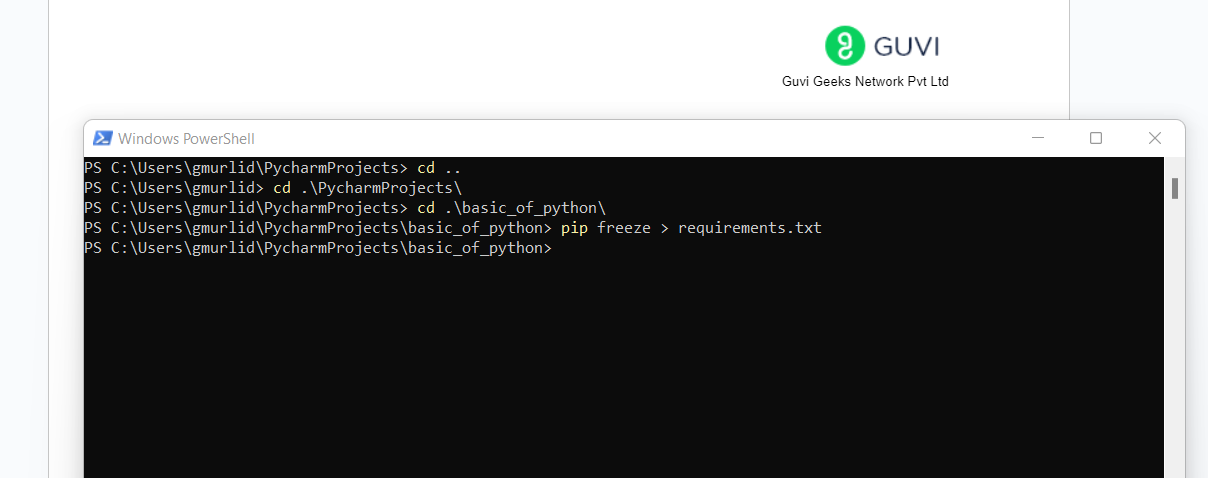 GUVI
Guvi Geeks Network Pvt Ltd
Windows PowerShell
PS C:\Users\gmurlid\PycharmProjects> cd ..
PS C:\Users\gmurlid> cd .\PycharmProjects\
PS C:\Users\gmurlid\PycharmProjects> cd .\basic_of_python\
PS C:\Users\gmurlid\PycharmProjects\basic_of_python> pip freeze > requirements.txt
PS C:\Users\gmurlid\PycharmProjects\basic_of_python>